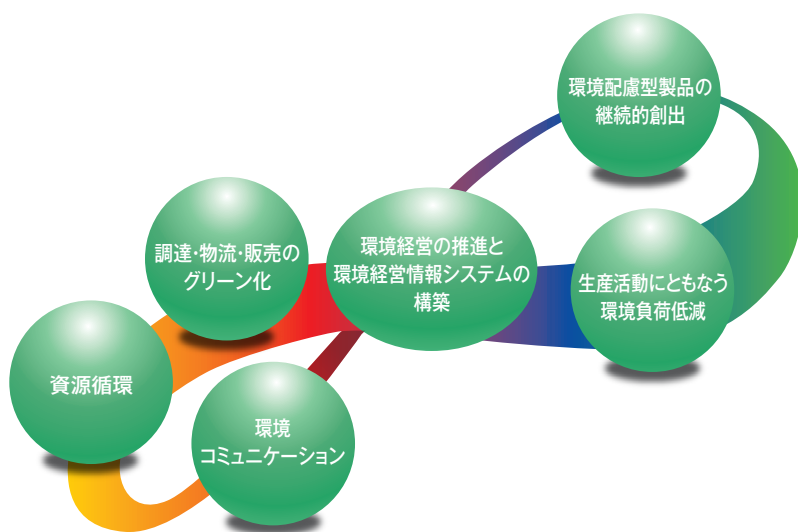 環境配慮型製品の
継続的創出
調達・物流・販売の
グリーン化
環境経営の推進と
環境経営情報システムの
構築
生産活動にともなう
環境負荷低減
資源循環
環境
コミュニケーション